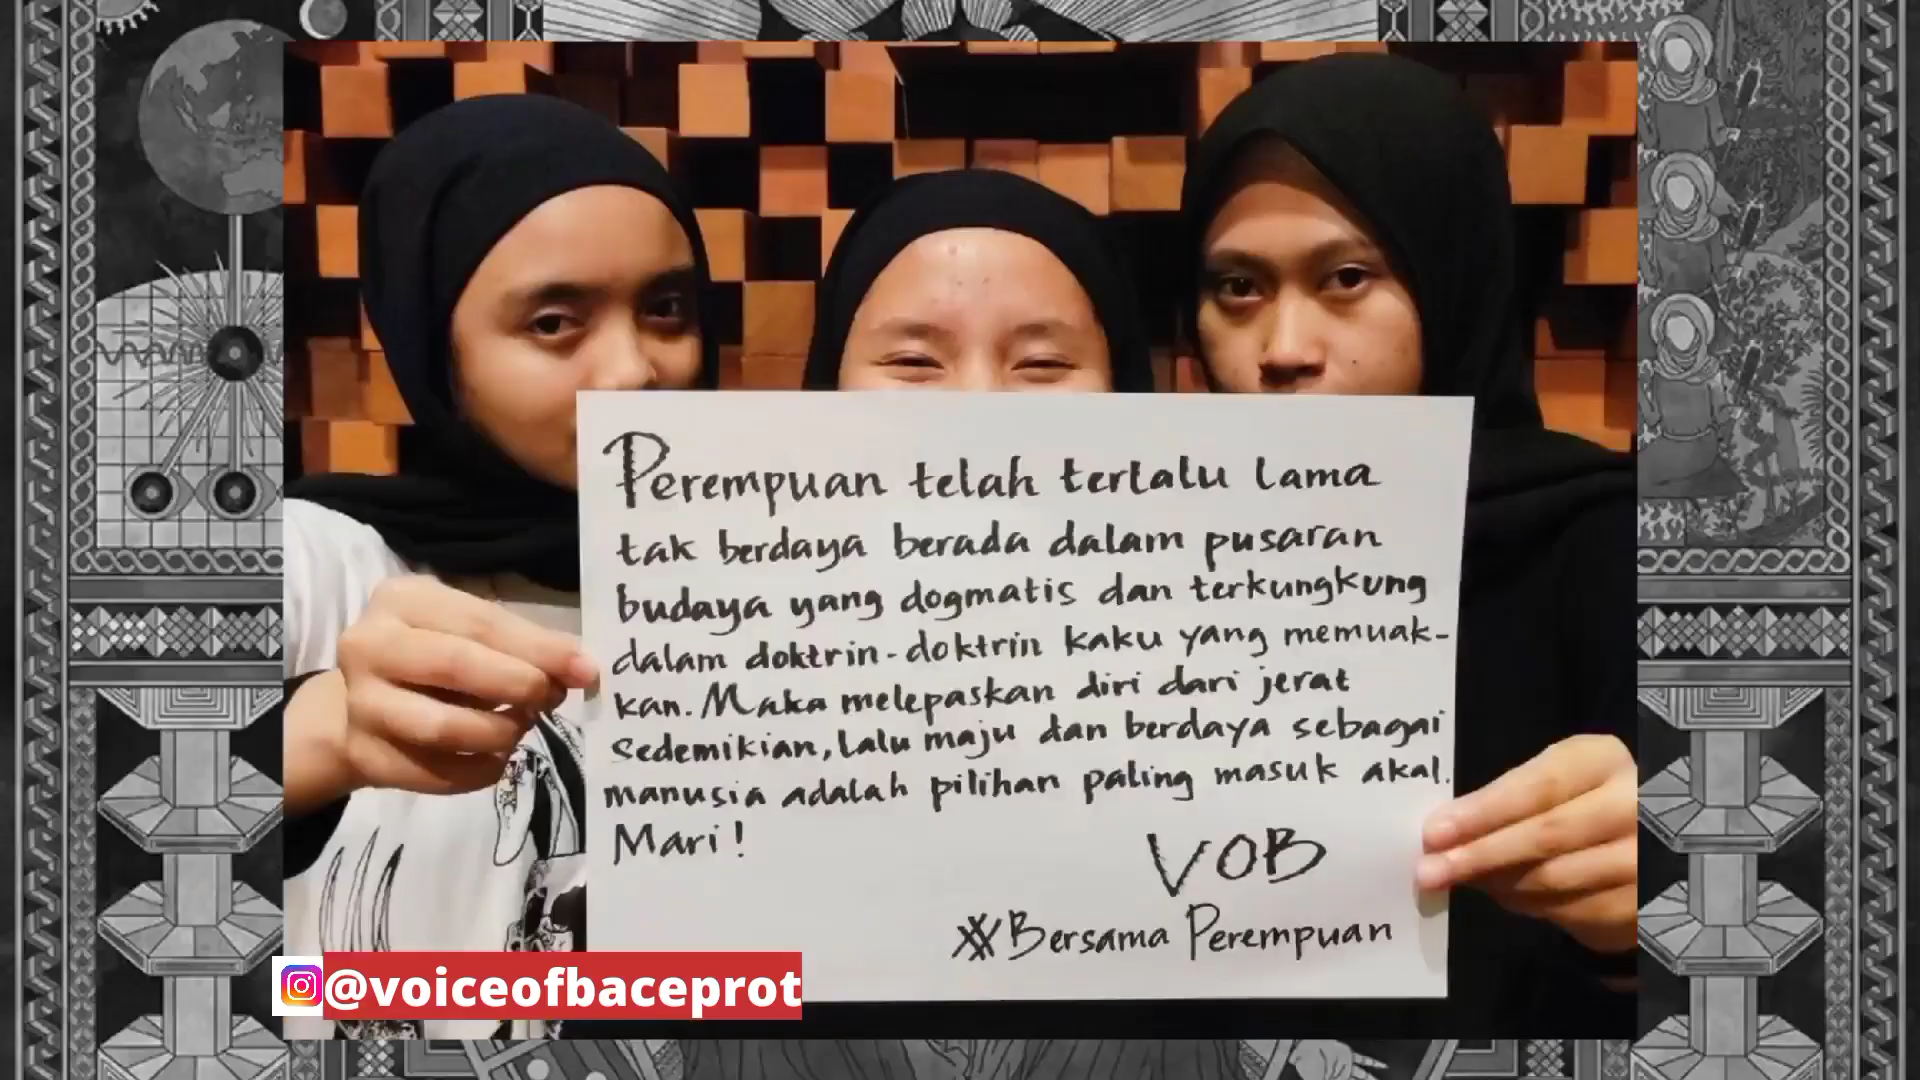 Perempuan telah terlalu lama
tak berdaya berada dalam pusaran
budaya yang dogmatis dan terkungkung
dalam doktrin-doktrin kaku yang memuak-
kan. Maka melepaskan diri dari jerat
sedemikian, lalu maju dan berdaya sebagai
manusia adalah pilihan paling masuk akal.
Mari!
VOB
#Bersama Perempuan
@voiceofbaceprot